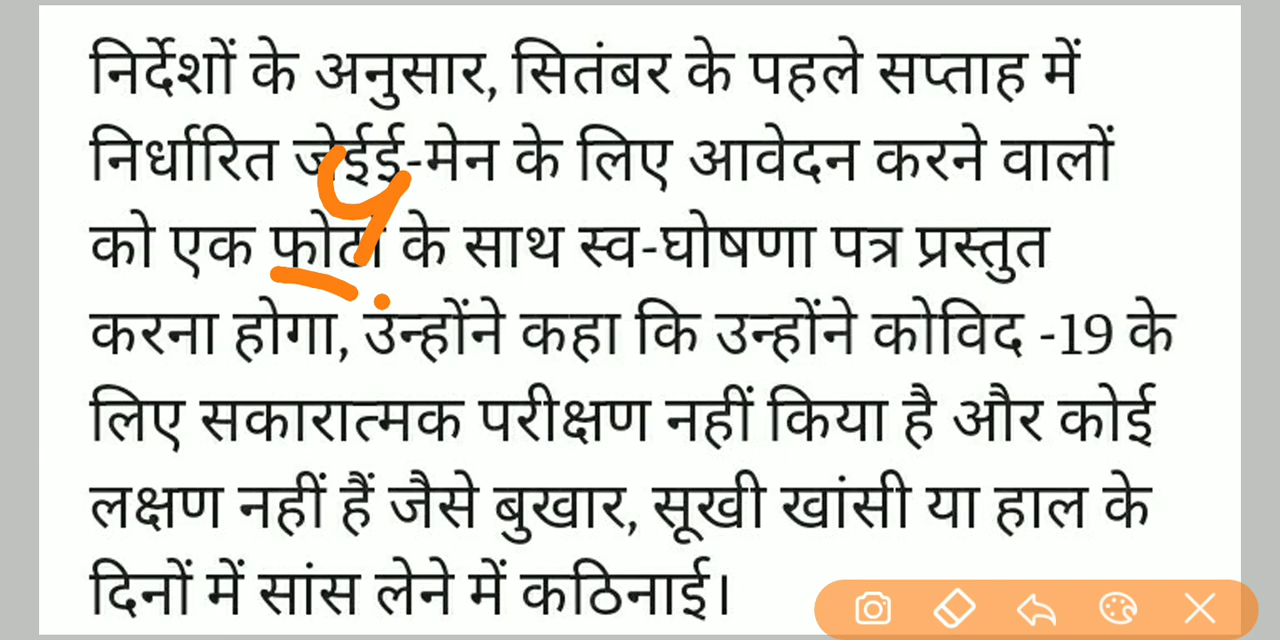 निर्देशों के अनुसार, सितंबर के पहले सप्ताह में
निर्धारित जेईई-मेन के लिए आवेदन करने वालों
को एक फोटो के साथ स्व-घोषणा पत्र प्रस्तुत
करना होगा, उन्होंने कहा कि उन्होंने कोविद -19 के
लिए सकारात्मक परीक्षण नहीं किया है और कोई
लक्षण नहीं हैं जैसे बुखार, सूखी खांसी या हाल के
दिनों में सांस लेने में कठिनाई।